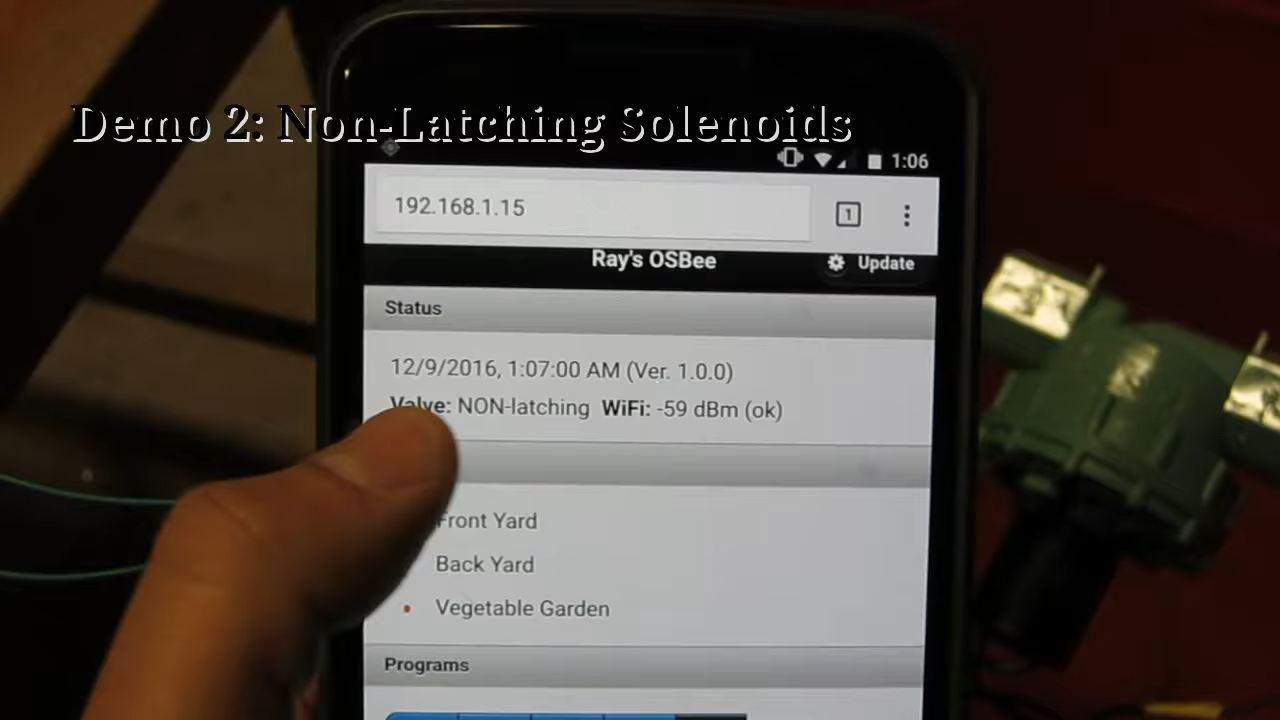 Demo 2: Non-Latching Solenoids
1:06
192.168.1.15
1
Ray's OSBee
Update
Status
12/9/2016, 1:07:00 AM (Ver. 1.0.0)
Valve: NON-latching WiFi: -59 dBm (ok)
Front Yard
Back Yard
Vegetable Garden
Programs